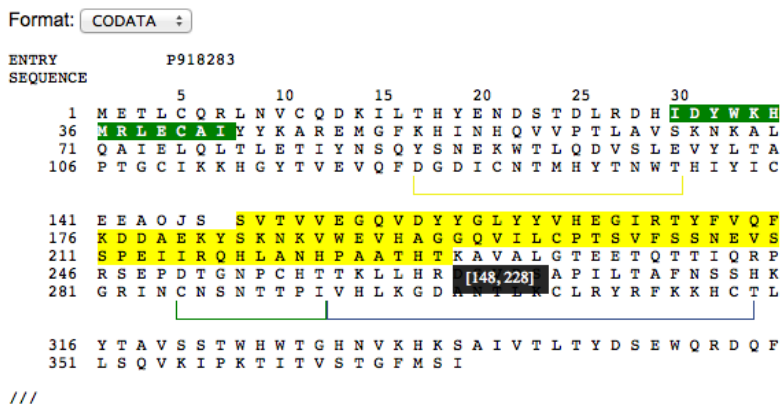 Format: CODATA
ENTRY P918283
SEQUENCE
5 10 15 20 25 30
1 M E T L C Q R L N V C Q D K I L T H Y E N D S T D L R D H I D Y W K H
36 M R L E C A I Y Y K A R E M G F K H I N H Q V V P T L A V S K N K A L
71 Q A I E L Q L T L E T I Y N S Q Y S N E K W T L Q D V S L E V Y L T A
106 P T G C I K K H G Y T V E V Q F D G D I C N T M H Y T N W T H I Y I C
141 E E A O J S S V T V V E G Q V D Y Y G L Y Y V H E G I R T Y F V Q F
176 K D D A E K Y S K N K V W E V H A G G Q V I L C P T S V F S S N E V S
211 S P E I I R Q H L A N H P A A T H T K A V A L G T E E T Q T T I Q R P
246 R S E P D T G N P C H T T K L L H R S A P I L T A F N S S H K
[148, 228]
281 G R I N C N S N T T P I V H L K G D A N T L K C L R Y R F K K H C T L
316 Y T A V S S T W H W T G H N V K H K S A I V T L T Y D S E W Q R D Q F
351 L S Q V K I P K T I T V S T G F M S I
///